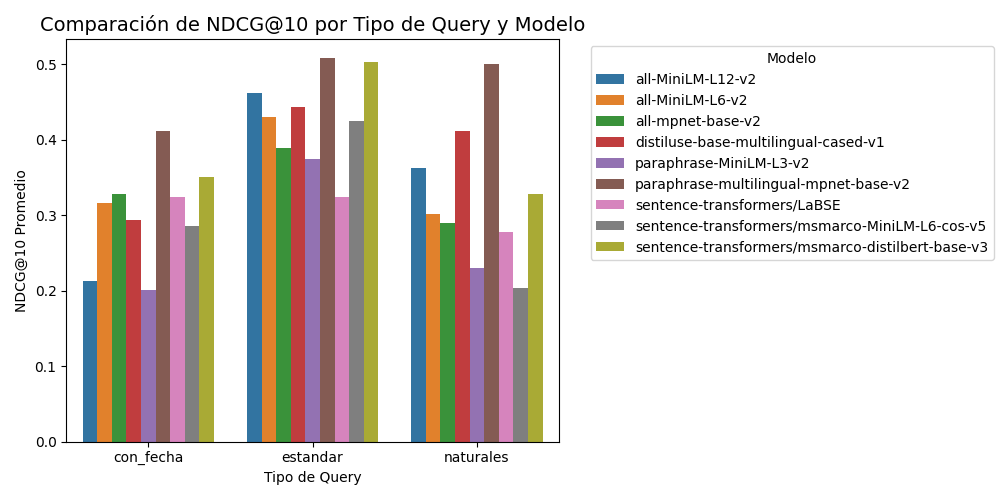 Comparación de NDCG@10 por Tipo de Query y Modelo
NDCG@10 Promedio
0.5
0.4
0.3
0.2
0.1
0.0
con_fecha
estandar
naturales
Tipo de Query
Modelo
all-MiniLM-L12-v2
all-MiniLM-L6-v2
all-mpnet-base-v2
distiluse-base-multilingual-cased-v1
paraphrase-MiniLM-L3-v2
paraphrase-multilingual-mpnet-base-v2
sentence-transformers/LaBSE
sentence-transformers/msmarco-MiniLM-L6-cos-v5
sentence-transformers/msmarco-distilbert-base-v3